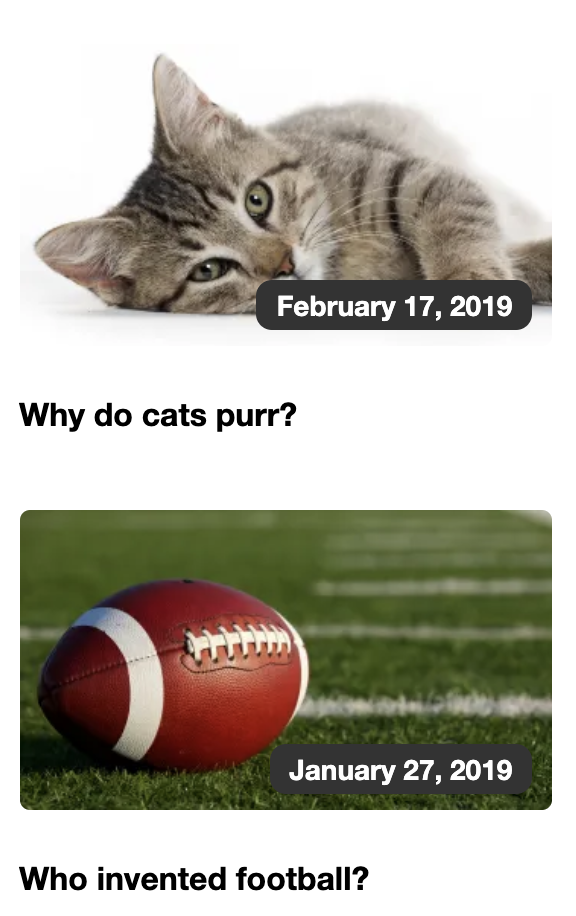 February 17, 2019
Why do cats purr?
January 27, 2019
Who invented football?